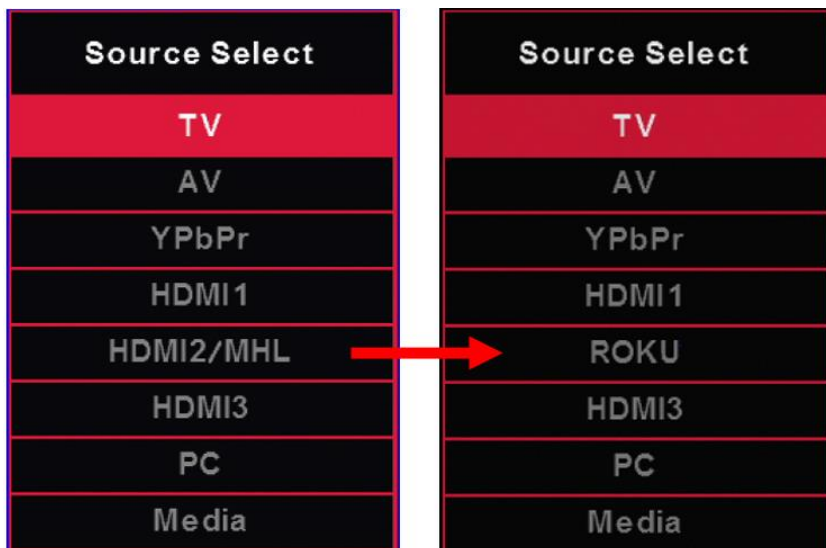 Source Select
TV
AV
YPbPr
HDMI1
HDMI2/MHL
HDMI3
PC
Media
Source Select
TV
AV
YPbPr
HDMI1
ROKU
HDMI3
PC
Media